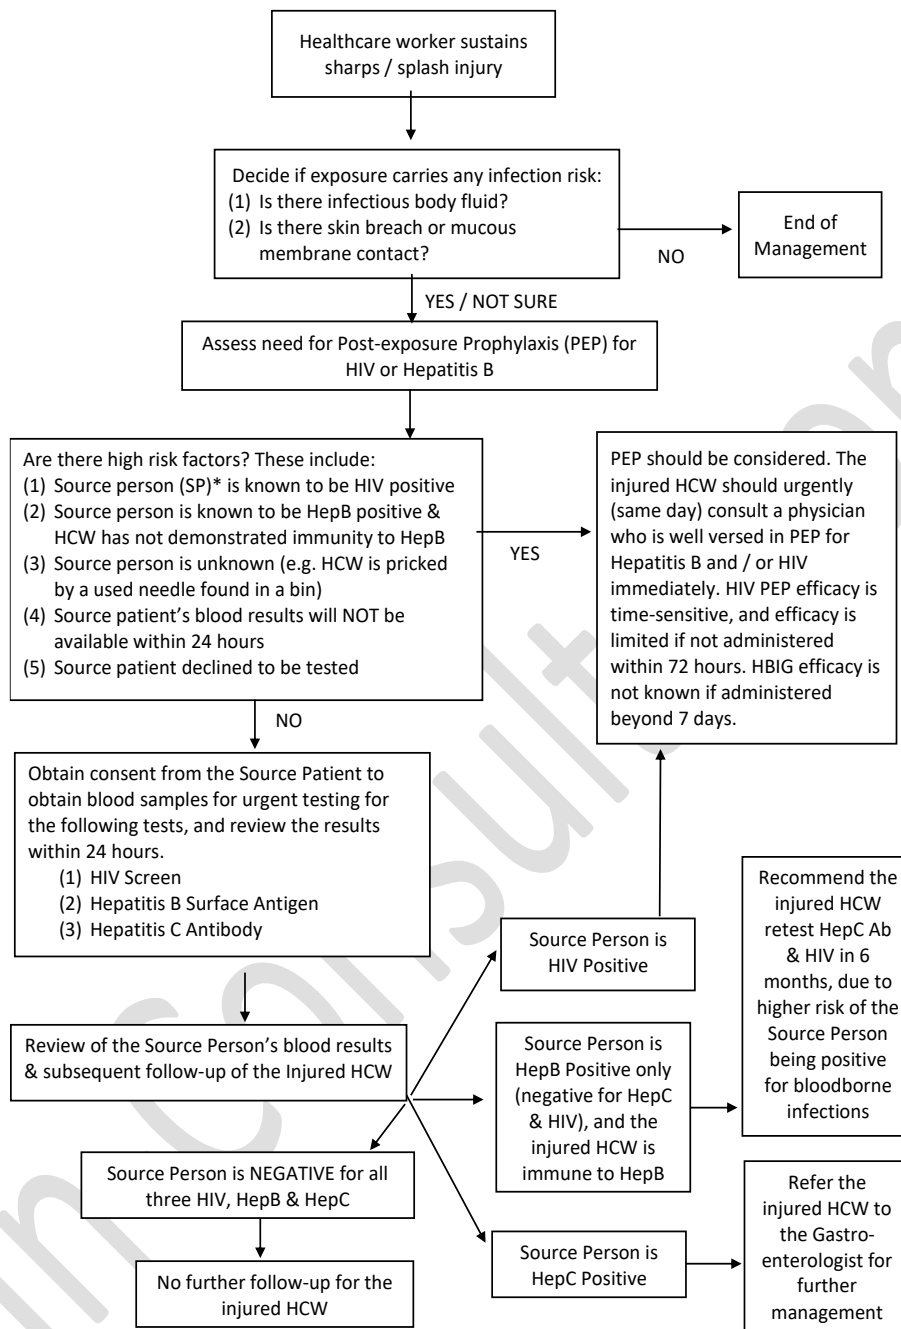 Healthcare worker sustains
sharps / splash injury
Decide if exposure carries any infection risk:
(1) Is there infectious body fluid?
(2) Is there skin breach or mucous
membrane contact?
NO
End of
Management
YES / NOT SURE
Assess need for Post-exposure Prophylaxis (PEP) for
HIV or Hepatitis B
Are there high risk factors? These include:
(1) Source person (SP)* is known to be HIV positive
(2) Source person is known to be HepB positive &
HCW has not demonstrated immunity to HepB
(3) Source person is unknown (e.g. HCW is pricked
by a used needle found in a bin)
(4) Source patient's blood results will NOT be
available within 24 hours
(5) Source patient declined to be tested
YES
PEP should be considered. The
injured HCW should urgently
(same day) consult a physician
who is well versed in PEP for
Hepatitis B and / or HIV
immediately. HIV PEP efficacy is
time-sensitive, and efficacy is
limited if not administered
within 72 hours. HBIG efficacy is
not known if administered
beyond 7 days.
NO
Obtain consent from the Source Patient to
obtain blood samples for urgent testing for
the following tests, and review the results
within 24 hours.
(1) HIV Screen
(2) Hepatitis B Surface Antigen
(3) Hepatitis C Antibody
Review of the Source Person's blood results
& subsequent follow-up of the Injured HCW
Source Person is
HIV Positive
Source Person is
HepB Positive only
(negative for HepC
& HIV), and the
injured HCW is
immune to HepB
Recommend the
injured HCW
retest HepC Ab
& HIV in 6
months, due to
higher risk of the
Source Person
being positive
for bloodborne
infections
Source Person is NEGATIVE for all
three HIV, HepB & HepC
No further follow-up for the
injured HCW
Source Person is
HepC Positive
Refer the
injured HCW to
the Gastro-
enterologist for
further
management